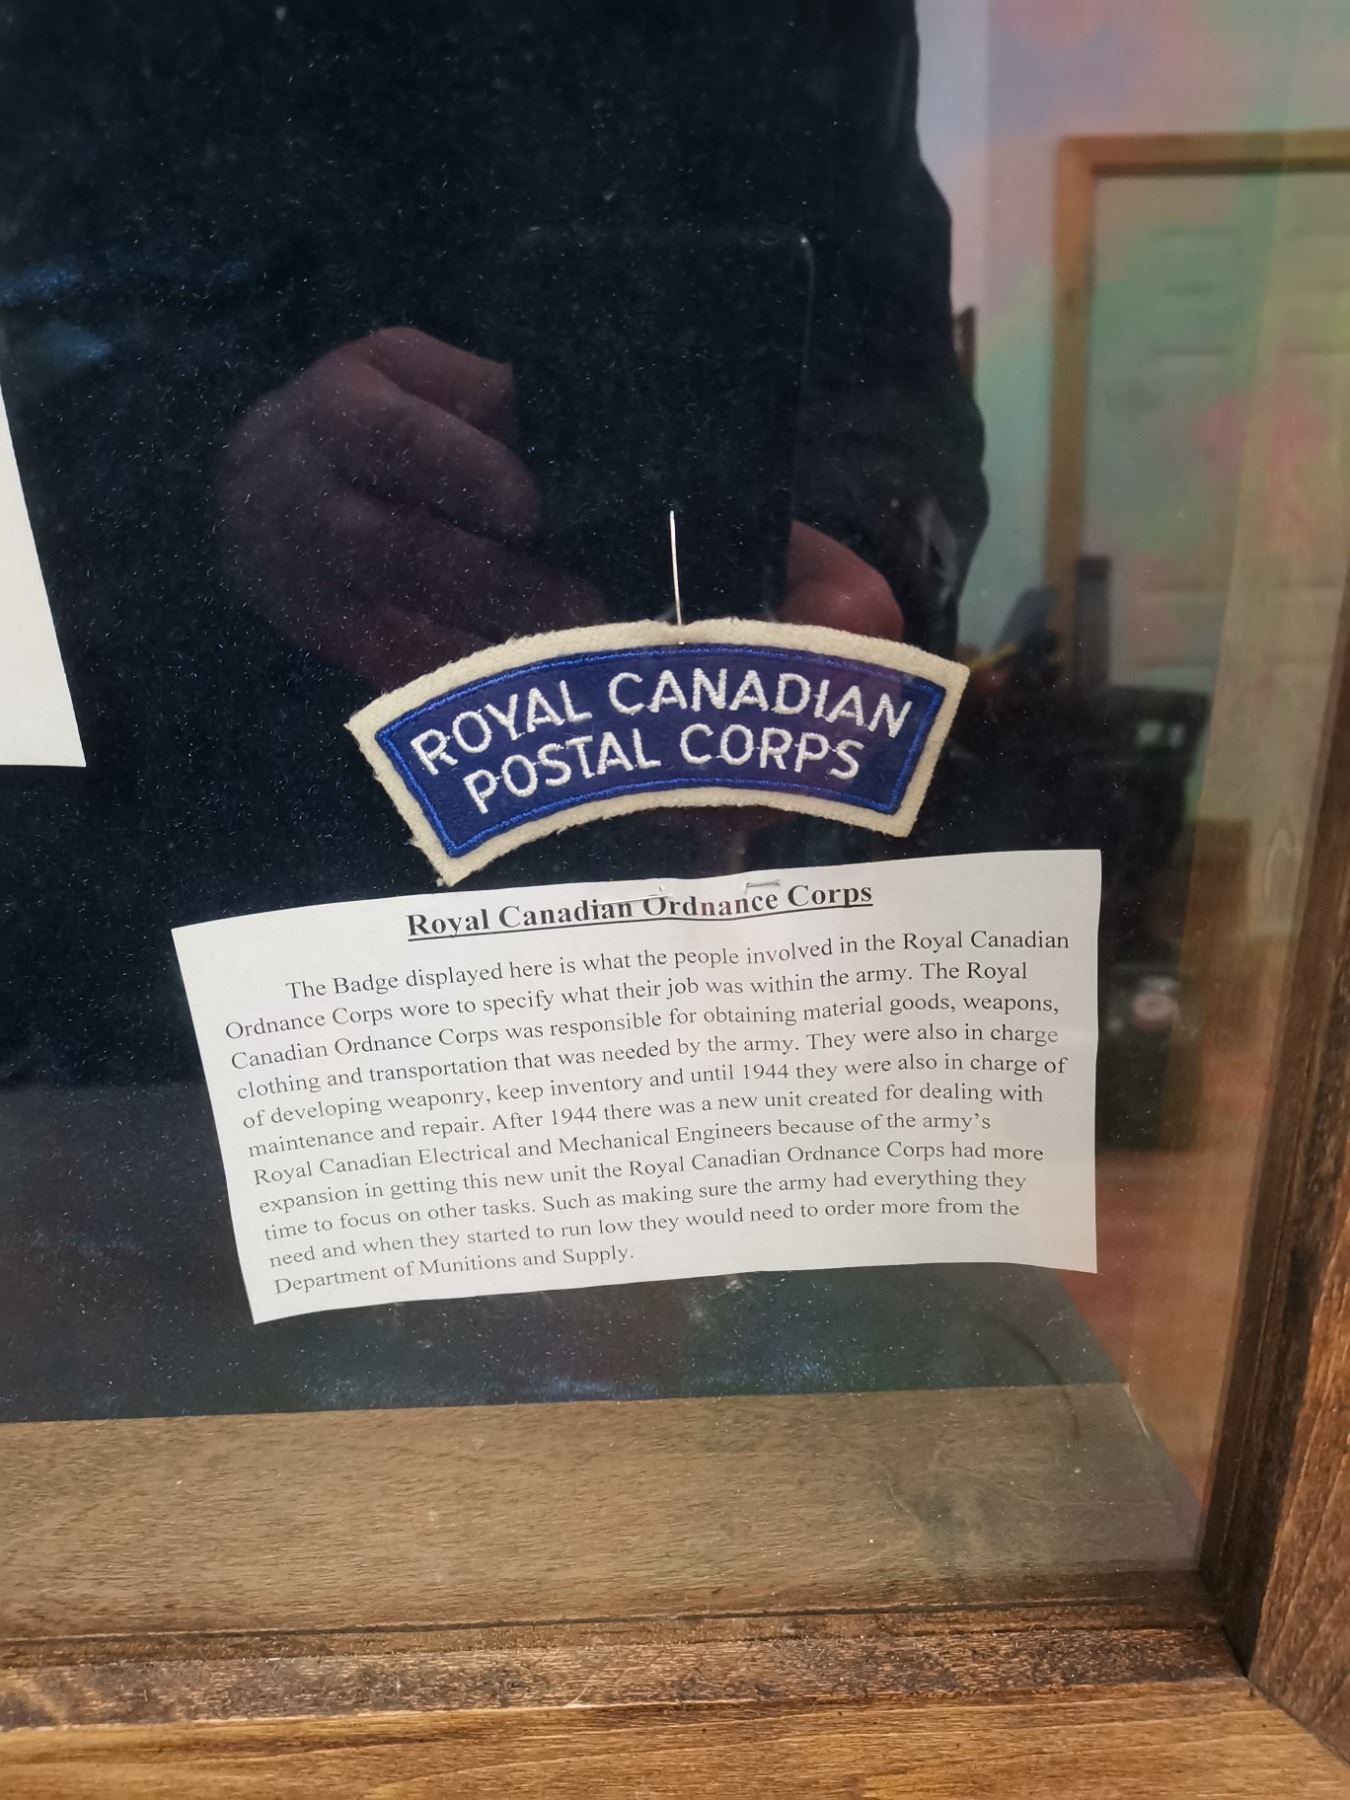 ROYAL CANADIAN
POSTAL CORPS
Royal Canadian Ordnance Corps
The Badge displayed here is what the people involved in the Royal Canadian
Ordnance Corps wore to specify what their job was within the army. The Royal
Canadian Ordnance Corps was responsible for obtaining material goods, weapons,
clothing and transportation that was needed by the army. They were also in charge
of developing weaponry, keep inventory and until 1944 they were also in charge of
maintenance and repair. After 1944 there was a new unit created for dealing with
Royal Canadian Electrical and Mechanical Engineers because of the army's
expansion in getting this new unit the Royal Canadian Ordnance Corps had more
time to focus on other tasks. Such as making sure the army had everything they
need and when they started to run low they would need to order more from the
Department of Munitions and Supply.